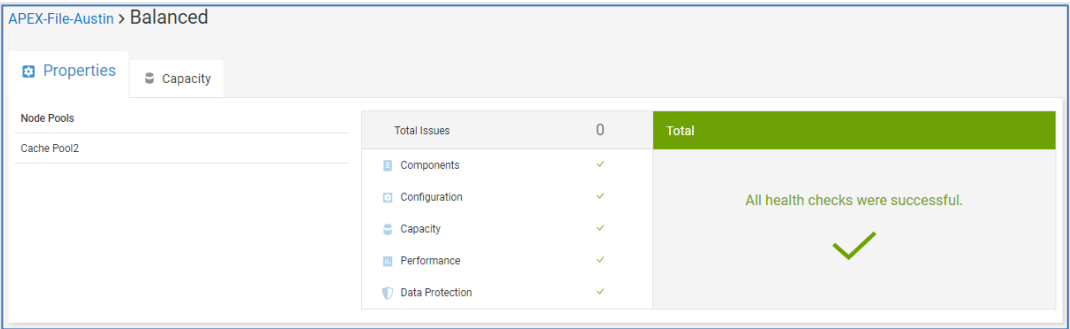 APEX-File-Austin > Balanced
Properties
Capacity
Node Pools
Cache Pool2
Total Issues 0
Components
Configuration
Capacity
Performance
Data Protection
Total
All health checks were successful.